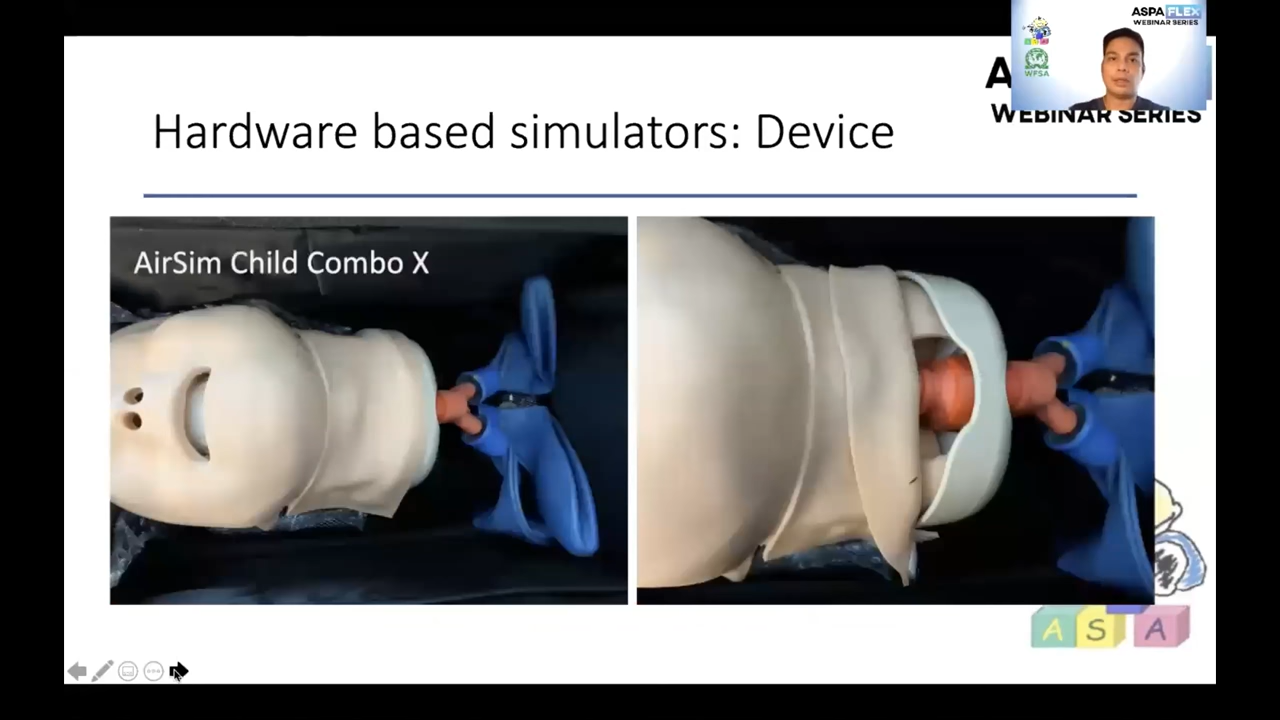 ASPA FLEX
WEBINAR SERIES
WFSA
A
WEBINAR SERIES
Hardware based simulators: Device
AirSim Child Combo X
A S A